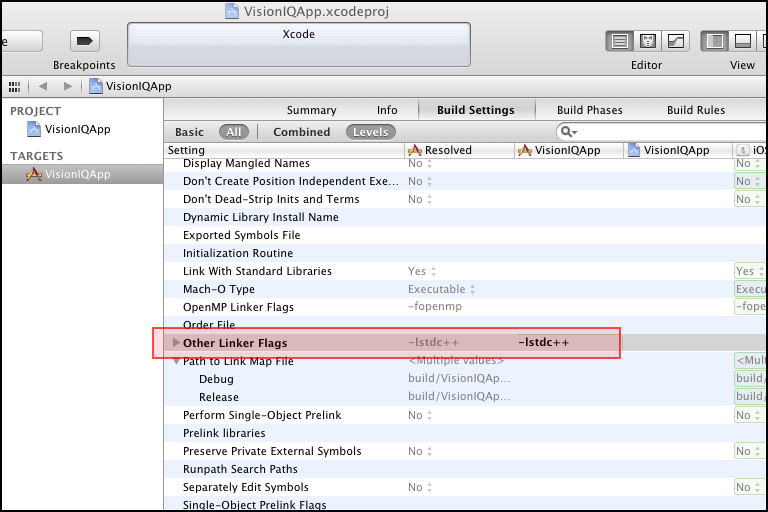 VisionIQApp.xcodeproj
e
Xcode
Breakpoints
Editor
View
VisionIQApp
PROJECT
VisionIQApp
TARGETS
VisionIQApp
Summary Info Build Settings Build Phases Build Rules
Basic All Combined Levels
Setting Resolved VisionIQApp VisionIQApp iOS
Display Mangled Names No No
Don't Create Position Independent Exe... No No
Don't Dead-Strip Inits and Terms No No
Dynamic Library Install Name
Exported Symbols File
Initialization Routine
Link With Standard Libraries Yes Yes
Mach-O Type Executable Execu
OpenMP Linker Flags -fopenmp -fope
Order File
Other Linker Flags -lstdc++ -lstdc++
Path to Link Map File <Multiple values> <Mult
Debug build/VisionIQAp... build/
Release build/VisionIQAp... build/
Perform Single-Object Prelink No No
Prelink libraries
Preserve Private External Symbols No No
Runpath Search Paths
Separately Edit Symbols No No
Single-Object Prelink Flags